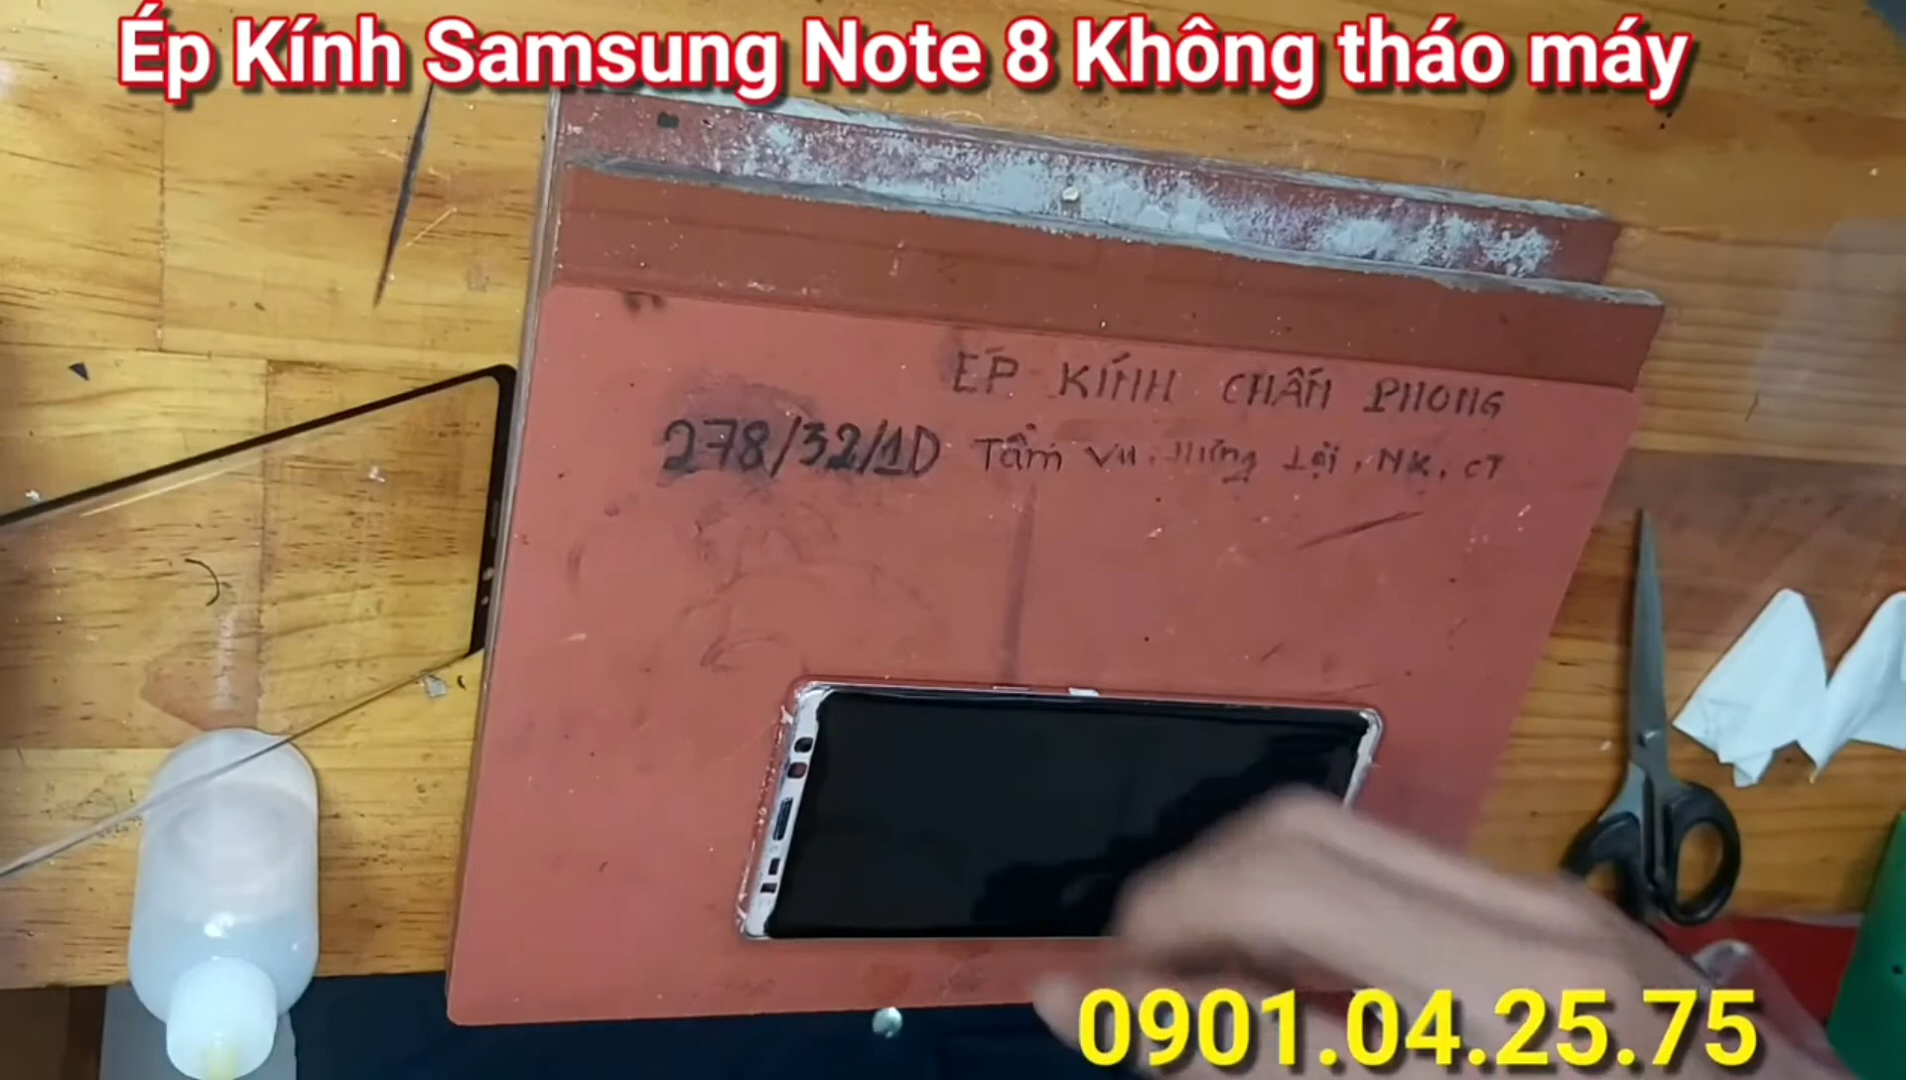 Ép Kính Samsung Note 8 Không tháo máy
ÉP KÍNH CHẤN PHONG
278/32/1D Tầm Vu, Hưng Lợi, NK, CT
0901.04.25.75